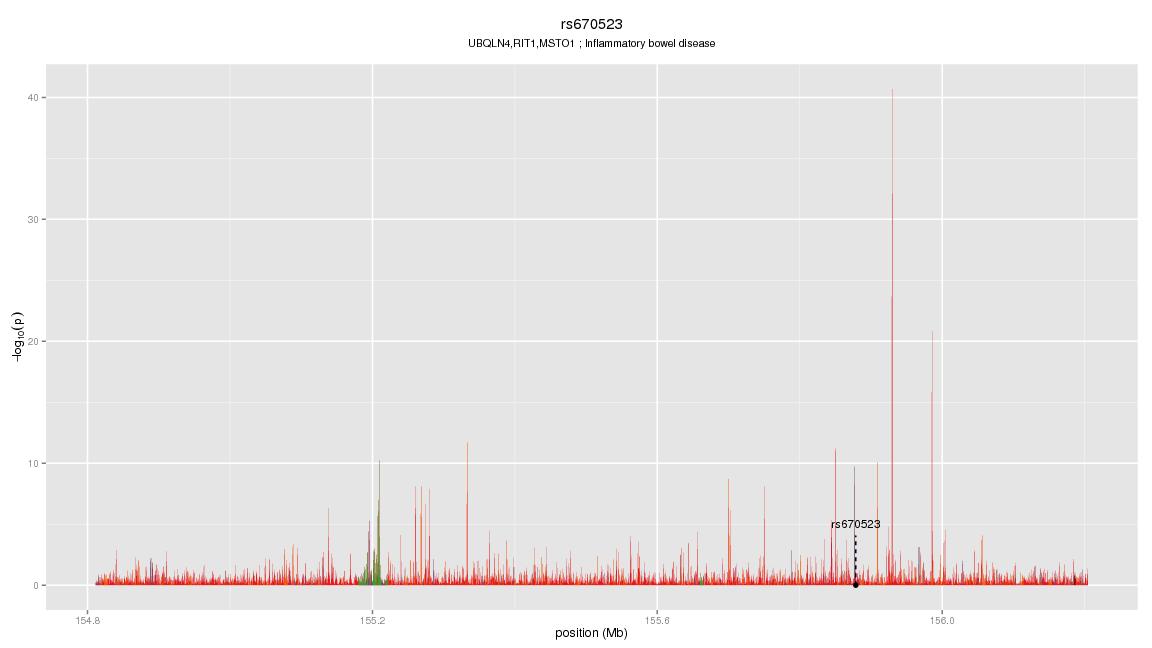 rs670523
UBQLN4,RIT1,MSTO1 ; Inflammatory bowel disease
40
30
20
10
0
−log10(p)
rs670523
154.8
155.2
155.6
156.0
position (Mb)